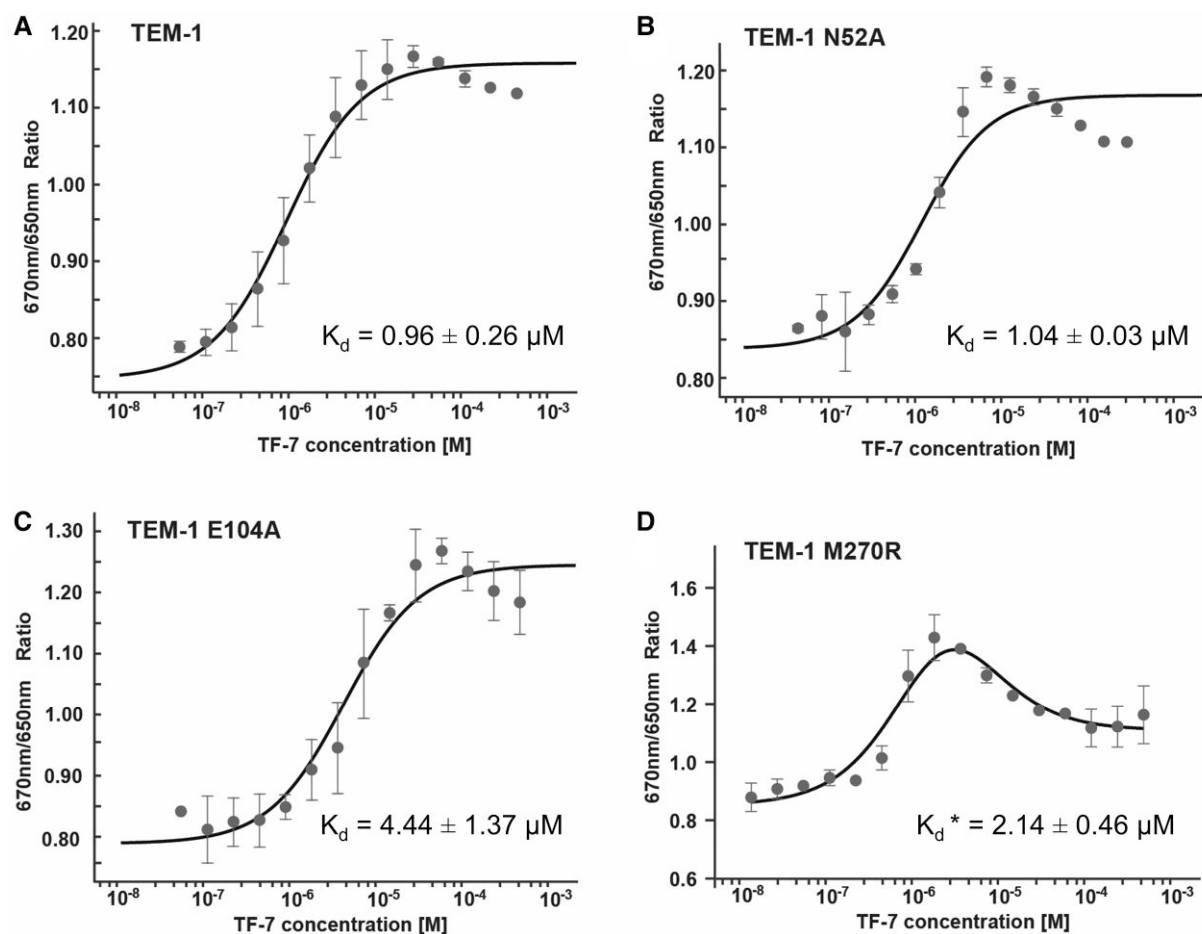 A
TEM-1
1.20
1.10
1.00
0.90
0.80
670nm/650nm Ratio
K_d = 0.96 ± 0.26 µM
10^-8 10^-7 10^-6 10^-5 10^-4 10^-3
TF-7 concentration [M]
B
TEM-1 N52A
1.20
1.10
1.00
0.90
0.80
670nm/650nm Ratio
K_d = 1.04 ± 0.03 µM
10^-8 10^-7 10^-6 10^-5 10^-4 10^-3
TF-7 concentration [M]
C
TEM-1 E104A
1.30
1.20
1.10
1.00
0.90
0.80
670nm/650nm Ratio
K_d = 4.44 ± 1.37 µM
10^-8 10^-7 10^-6 10^-5 10^-4 10^-3
TF-7 concentration [M]
D
TEM-1 M270R
1.6
1.4
1.2
1.0
0.8
0.6
670nm/650nm Ratio
K_d * = 2.14 ± 0.46 µM
10^-8 10^-7 10^-6 10^-5 10^-4 10^-3
TF-7 concentration [M]